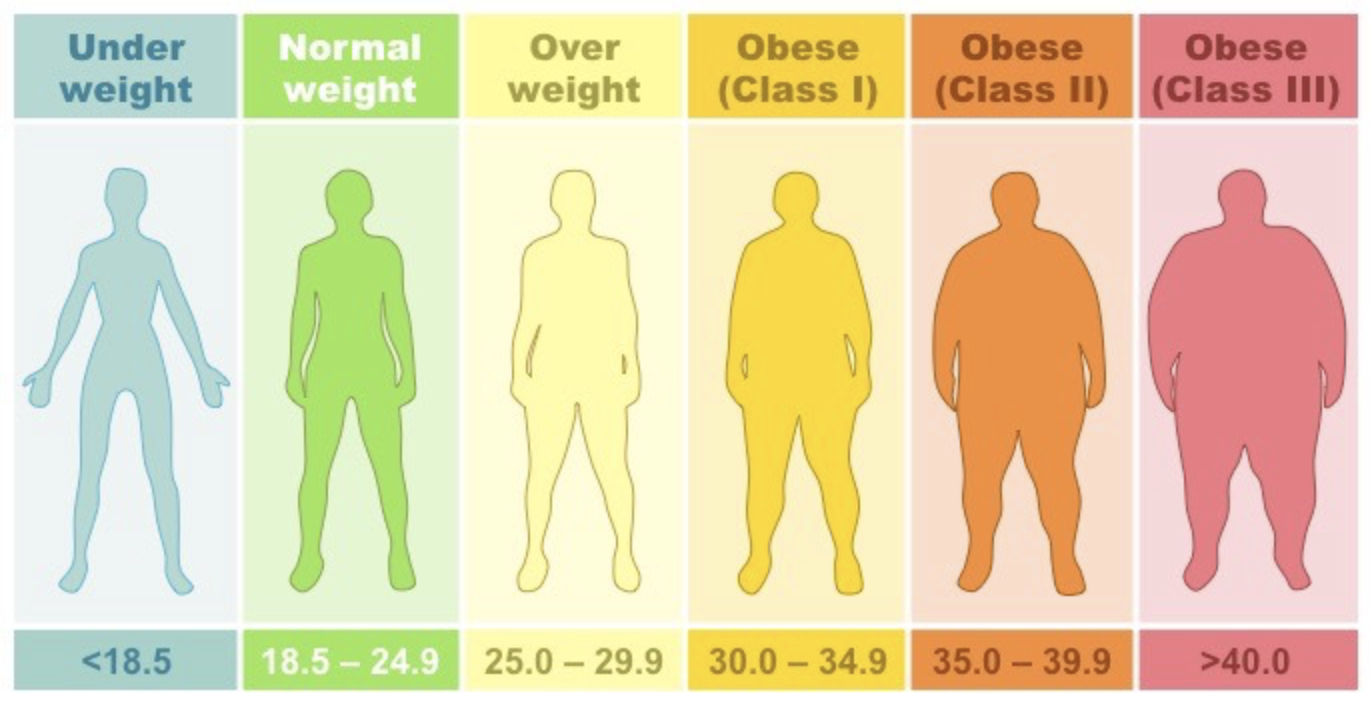 Under
weight
Normal
weight
Over
weight
Obese
(Class I)
Obese
(Class II)
Obese
(Class III)
<18.5
18.5 – 24.9
25.0 – 29.9
30.0 – 34.9
35.0 – 39.9
>40.0